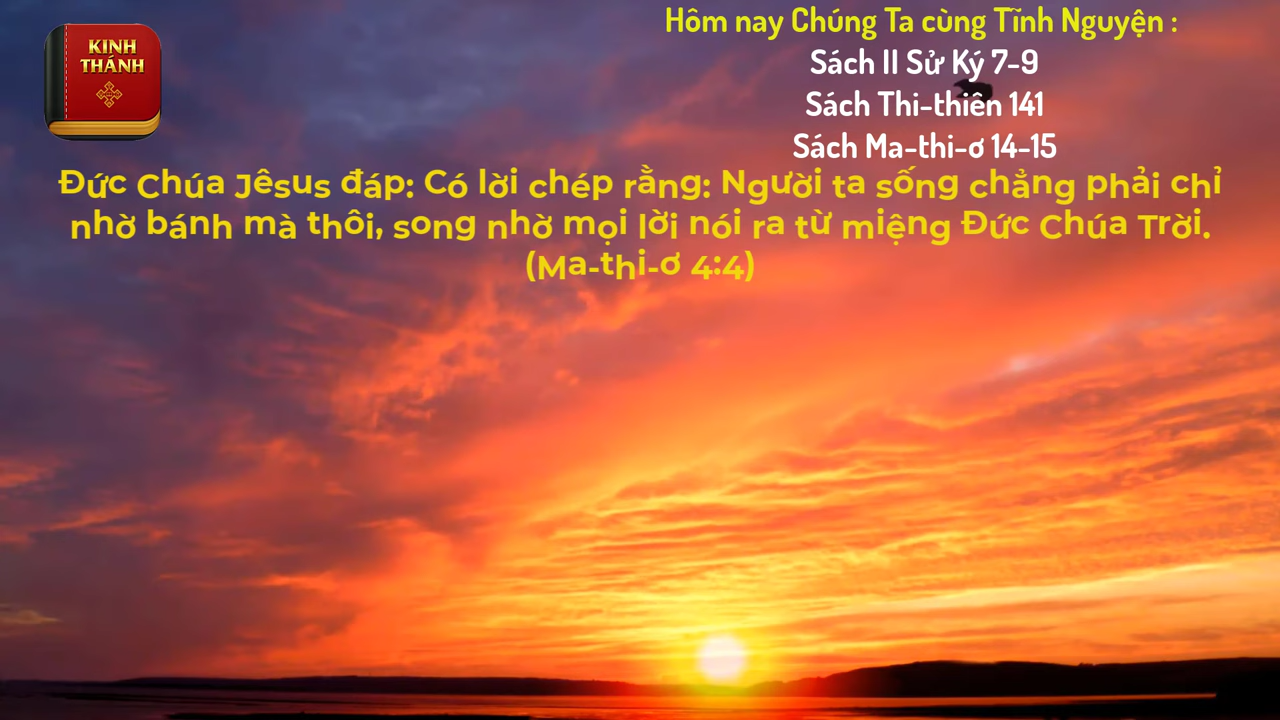 KINH
THÁNH
Hôm nay Chúng Ta cùng Tĩnh Nguyện :
Sách II Sử Ký 7-9
Sách Thi-thiên 141
Sách Ma-thi-ơ 14-15
Đức Chúa Jêsus đáp: Có lời chép rằng: Người ta sống chẳng phải chỉ
nhờ bánh mà thôi, song nhờ mọi lời nói ra từ miệng Đức Chúa Trời.
(Ma-thi-ơ 4:4)